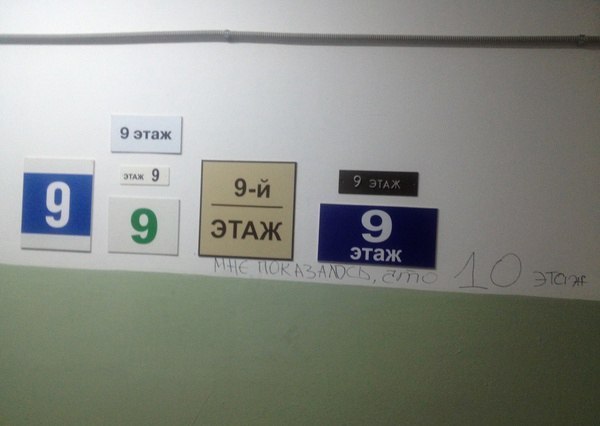 9 этаж
этаж 9
9
9
9-й
ЭТАЖ
9 ЭТАЖ
9
этаж
МНЕ ПОКАЗАЛОСЬ, что 10 этаж